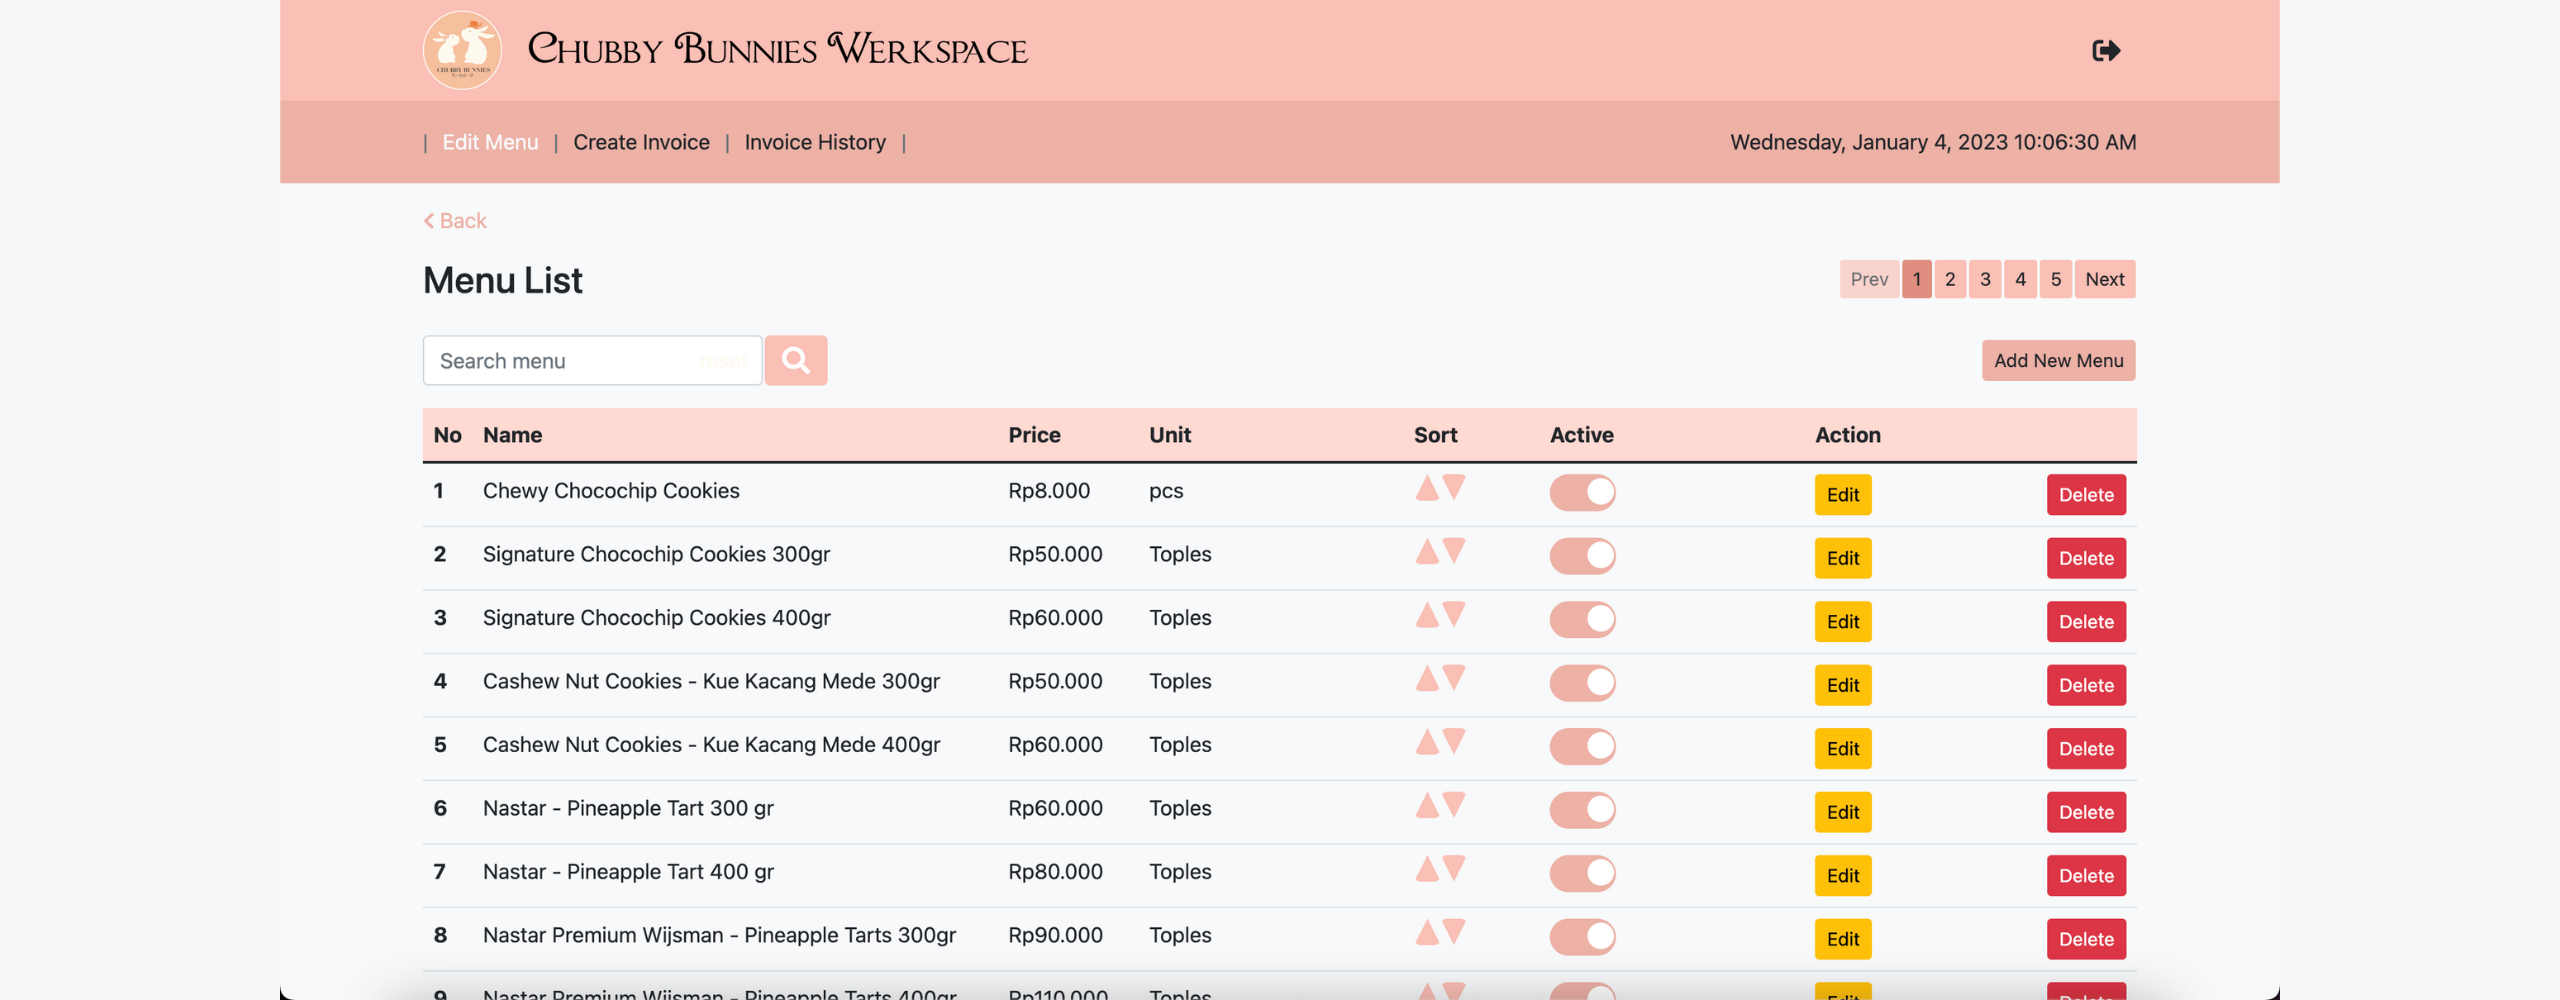 CHUBBY BUNNIES
CHUBBY BUNNIES WERKSPACE
| Edit Menu | Create Invoice | Invoice History |
Wednesday, January 4, 2023 10:06:30 AM
Back
Menu List
Prev 1 2 3 4 5 Next
Search menu reset
Add New Menu
No Name Price Unit Sort Active Action
1 Chewy Chocochip Cookies Rp8.000 pcs Edit Delete
2 Signature Chocochip Cookies 300gr Rp50.000 Toples Edit Delete
3 Signature Chocochip Cookies 400gr Rp60.000 Toples Edit Delete
4 Cashew Nut Cookies - Kue Kacang Mede 300gr Rp50.000 Toples Edit Delete
5 Cashew Nut Cookies - Kue Kacang Mede 400gr Rp60.000 Toples Edit Delete
6 Nastar - Pineapple Tart 300 gr Rp60.000 Toples Edit Delete
7 Nastar - Pineapple Tart 400 gr Rp80.000 Toples Edit Delete
8 Nastar Premium Wijsman - Pineapple Tarts 300gr Rp90.000 Toples Edit Delete
9 Nastar Premium Wijsman - Pineapple Tarts 400gr Rp110.000 Toples Edit Delete